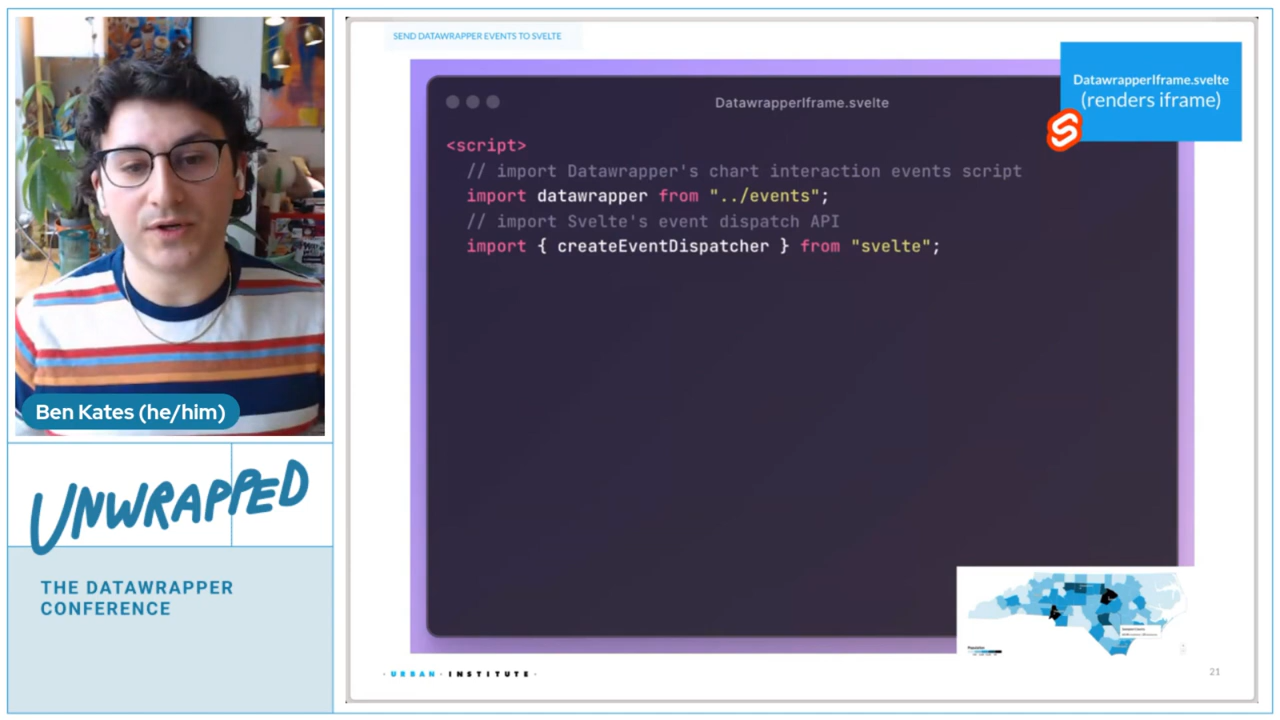 SEND DATAWRAPPER EVENTS TO SVELTE
DatawrapperIframe.svelte
(renders iframe)
DatawrapperIframe.svelte
<script>
// import Datawrapper's chart interaction events script
import datawrapper from "../events";
// import Svelte's event dispatch API
import { createEventDispatcher } from "svelte";
Ben Kates (he/him)
UNWRAPPED
THE DATAWRAPPER
CONFERENCE
Population
· URBAN · INSTITUTE ·
21